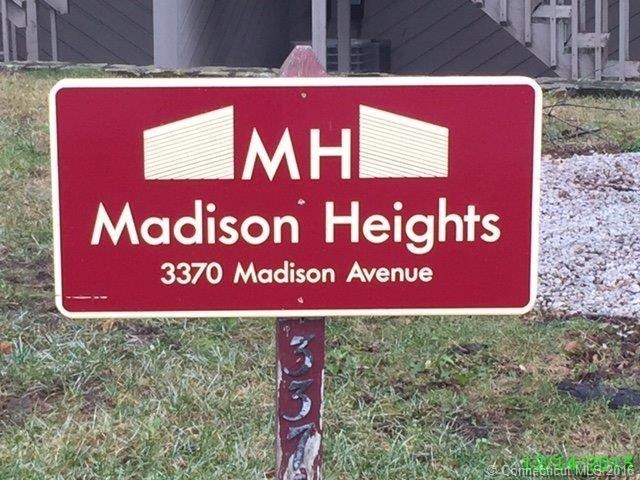 MH
Madison Heights
3370 Madison Avenue
337
© Connecticut MLS 2016